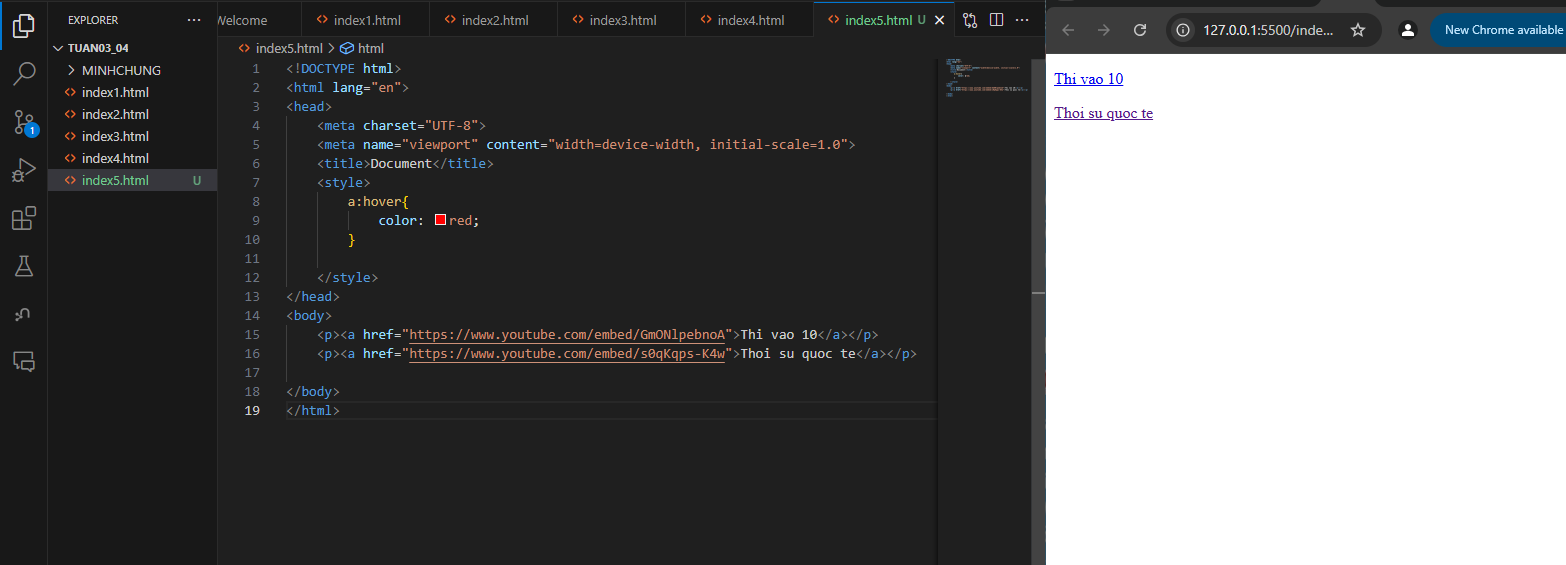 EXPLORER ···
TUAN03_04
MINHCHUNG
index1.html
index2.html
index3.html
index4.html
index5.html U
1
Welcome index1.html index2.html index3.html index4.html index5.html U
index5.html > html
1 <!DOCTYPE html>
2 <html lang="en">
3 <head>
4 <meta charset="UTF-8">
5 <meta name="viewport" content="width=device-width, initial-scale=1.0">
6 <title>Document</title>
7 <style>
8 a:hover{
9 color: red;
10 }
11
12 </style>
13 </head>
14 <body>
15 <p><a href="https://www.youtube.com/embed/GmONlpebnoA">Thi vao 10</a></p>
16 <p><a href="https://www.youtube.com/embed/s0qKqps-K4w">Thoi su quoc te</a></p>
17
18 </body>
19 </html>
127.0.0.1:5500/inde...
New Chrome available
Thi vao 10
Thoi su quoc te